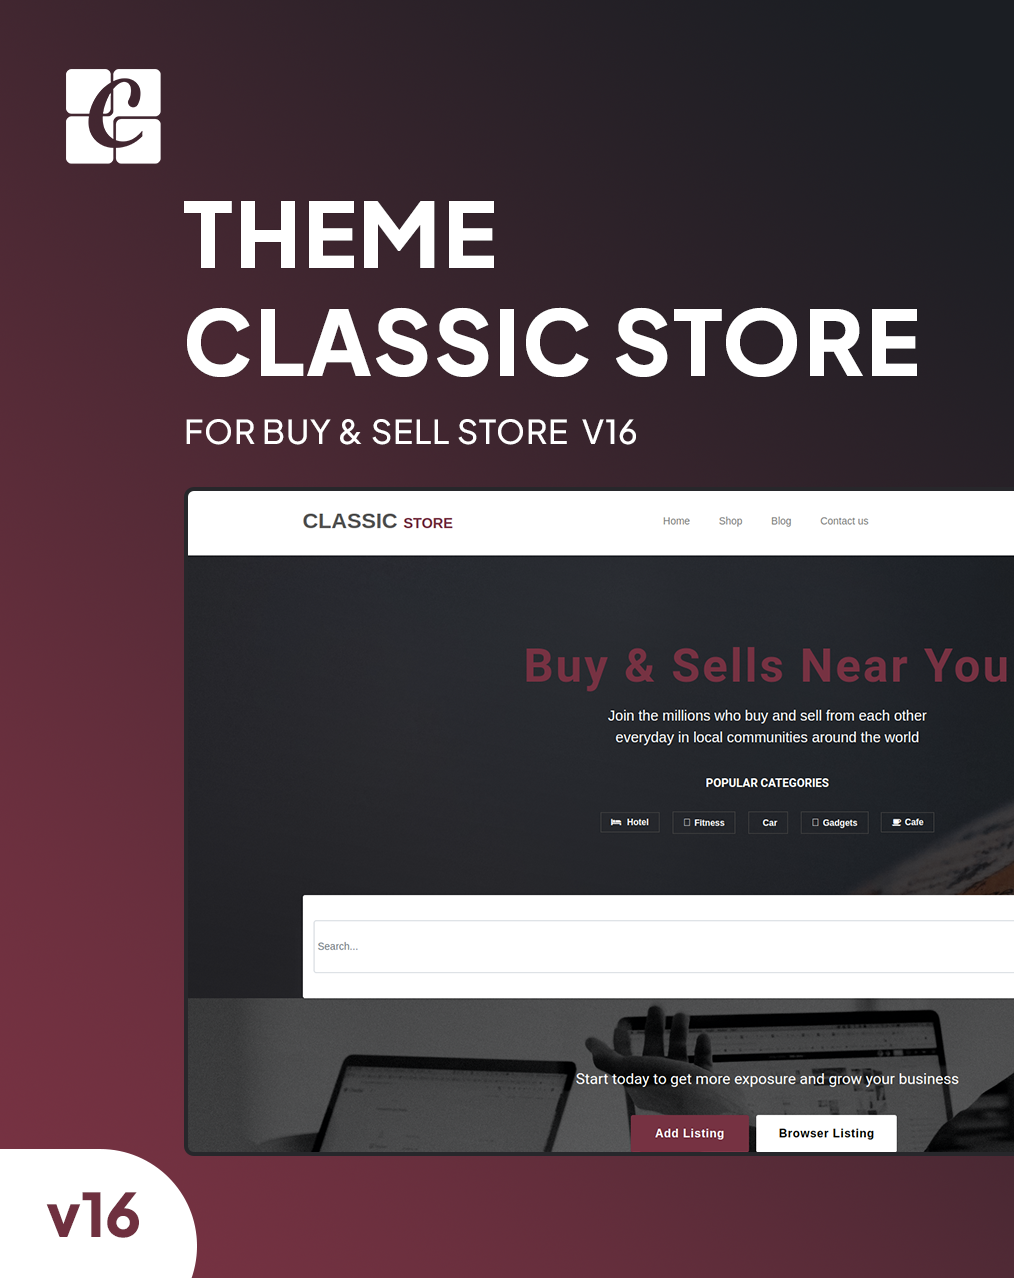 C
THEME
CLASSIC STORE
FOR BUY & SELL STORE V16
CLASSIC STORE
Home Shop Blog Contact us
Buy & Sells Near You
Join the millions who buy and sell from each other
everyday in local communities around the world
POPULAR CATEGORIES
Hotel Fitness Car Gadgets Cafe
Search...
Start today to get more exposure and grow your business
Add Listing Browser Listing
v16